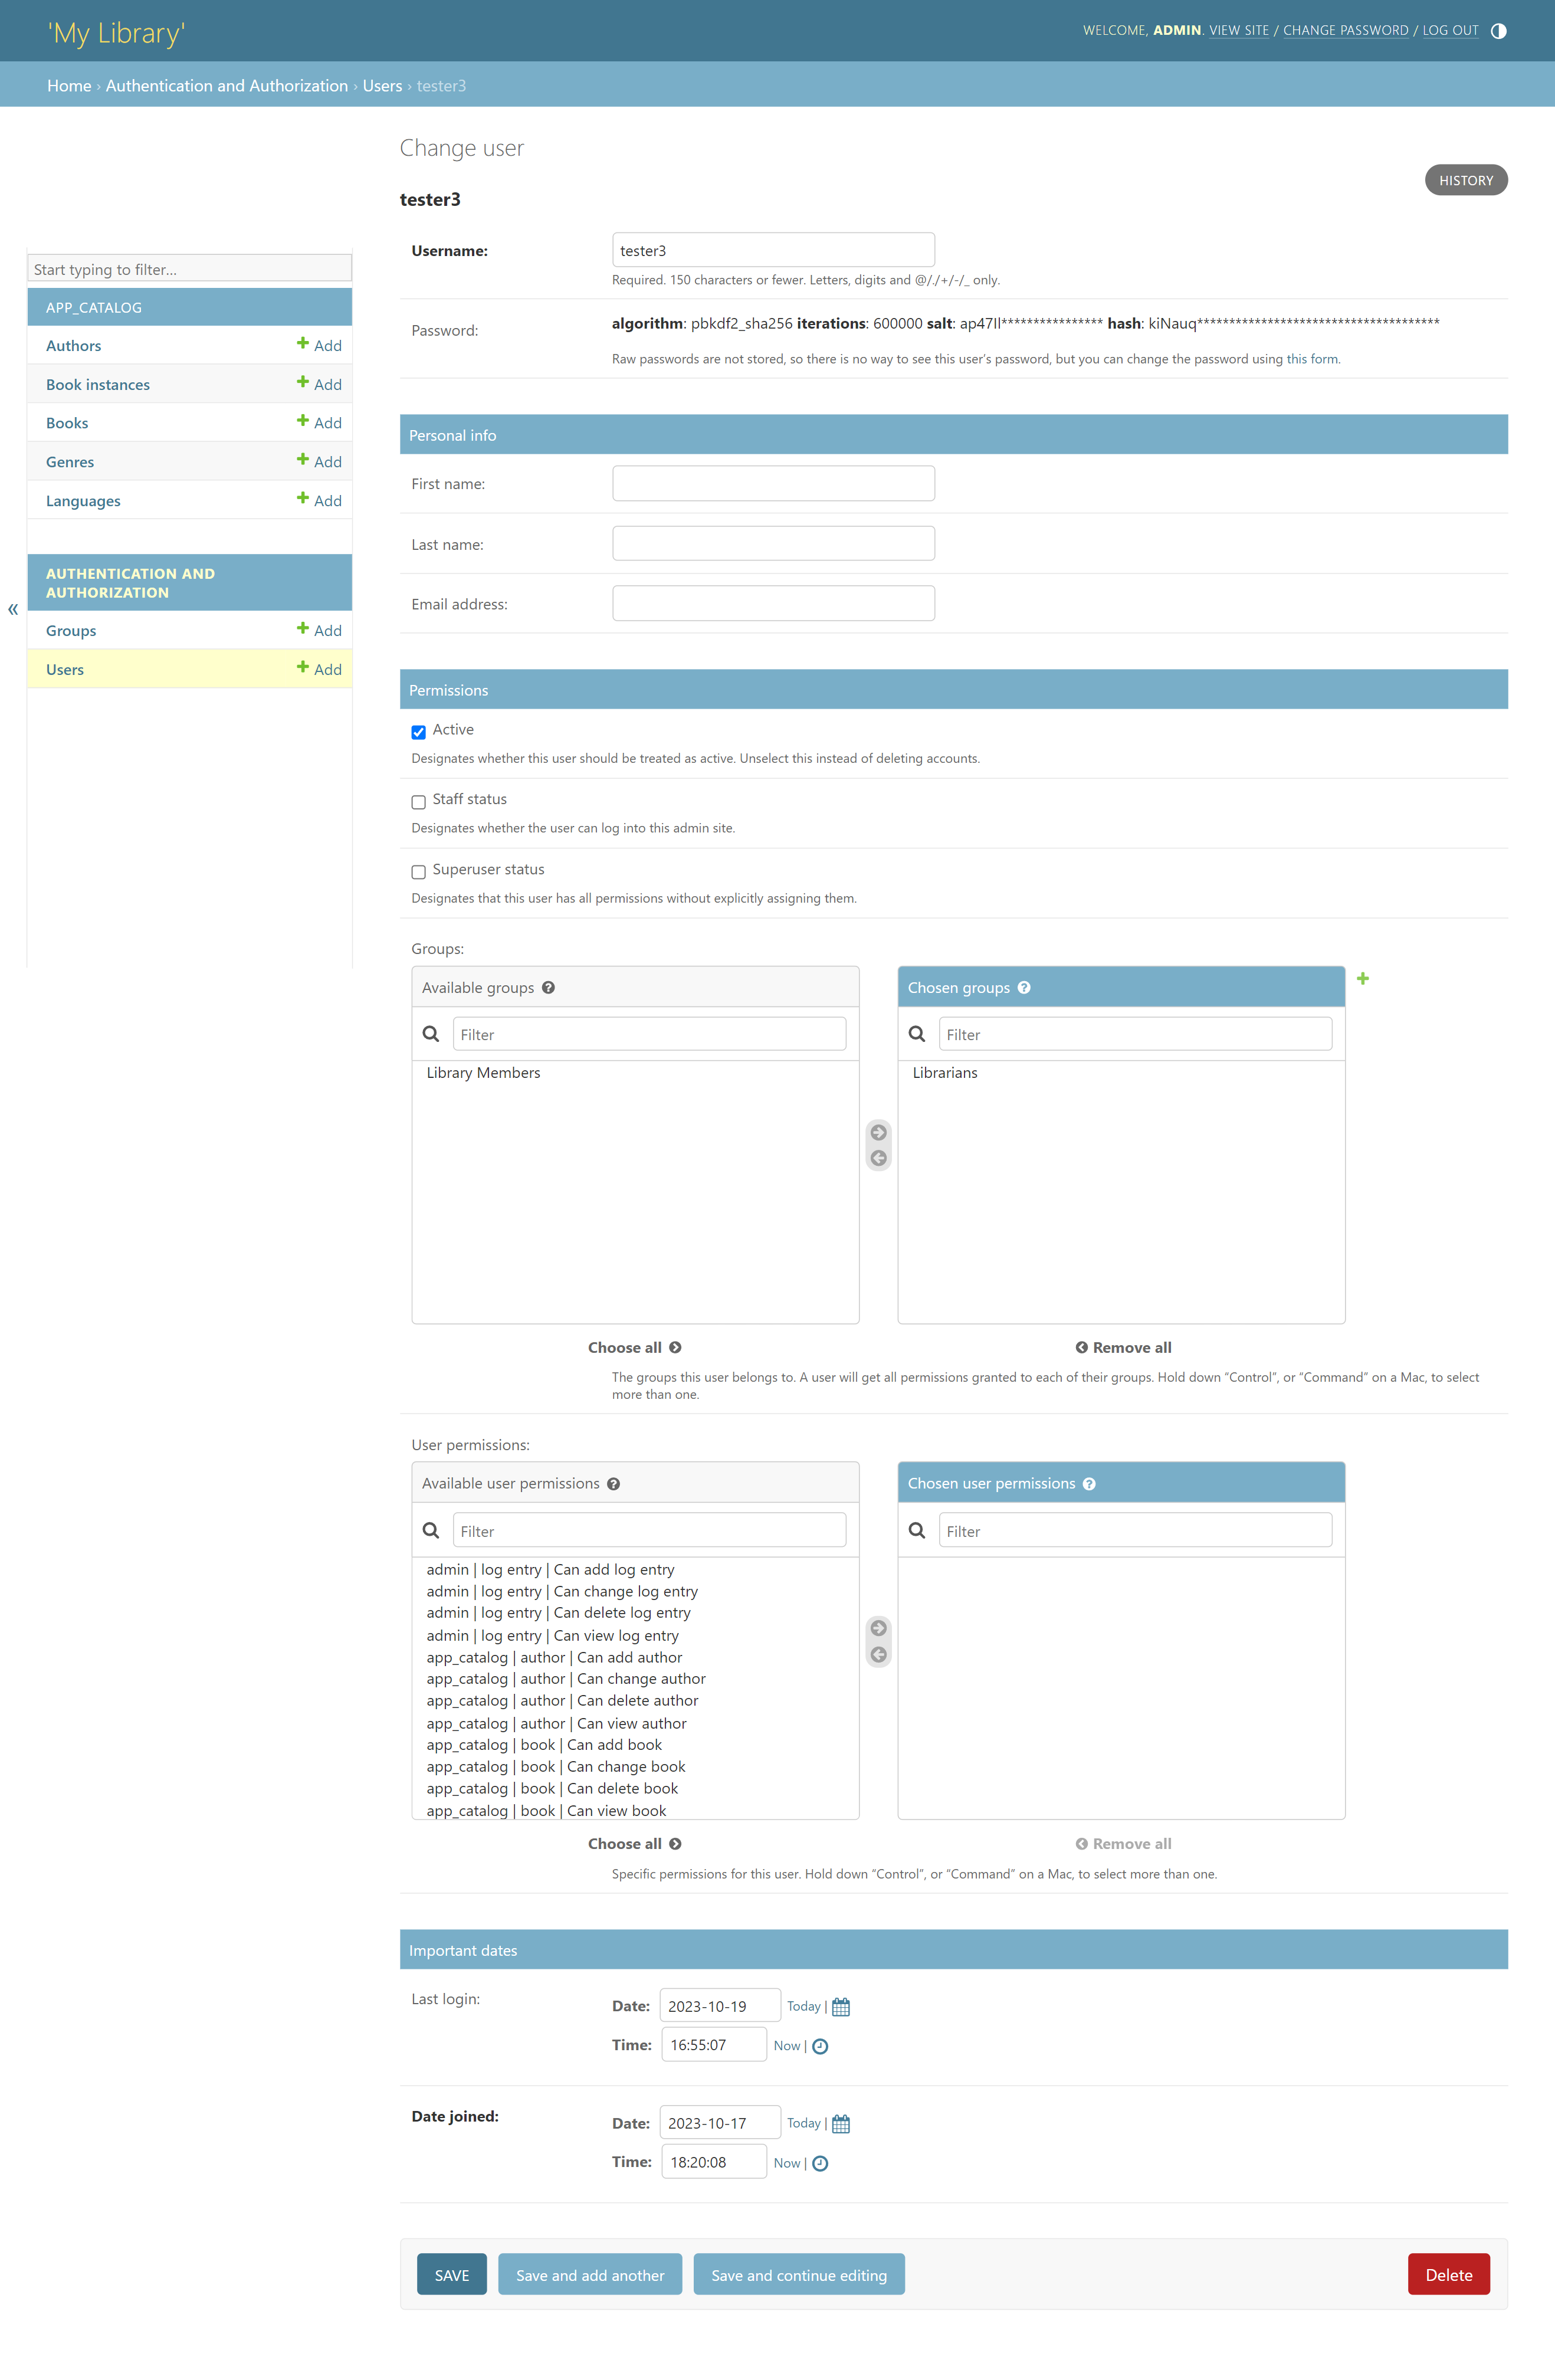 'My Library'
WELCOME, ADMIN. VIEW SITE / CHANGE PASSWORD / LOG OUT
Home › Authentication and Authorization › Users › tester3
Start typing to filter...
APP_CATALOG
Authors Add
Book instances Add
Books Add
Genres Add
Languages Add
AUTHENTICATION AND
AUTHORIZATION
Groups Add
Users Add
«
Change user
HISTORY
tester3
Username: tester3
Required. 150 characters or fewer. Letters, digits and @/./+/-/_ only.
Password: algorithm: pbkdf2_sha256 iterations: 600000 salt: ap47Il**************** hash: kiNauq**************************************
Raw passwords are not stored, so there is no way to see this user's password, but you can change the password using this form.
Personal info
First name:
Last name:
Email address:
Permissions
Active
Designates whether this user should be treated as active. Unselect this instead of deleting accounts.
Staff status
Designates whether the user can log into this admin site.
Superuser status
Designates that this user has all permissions without explicitly assigning them.
Groups:
Available groups ?
Filter
Library Members
Choose all
Chosen groups ?
Filter
Librarians
Remove all
The groups this user belongs to. A user will get all permissions granted to each of their groups. Hold down “Control”, or “Command” on a Mac, to select
more than one.
User permissions:
Available user permissions ?
Filter
admin | log entry | Can add log entry
admin | log entry | Can change log entry
admin | log entry | Can delete log entry
admin | log entry | Can view log entry
app_catalog | author | Can add author
app_catalog | author | Can change author
app_catalog | author | Can delete author
app_catalog | author | Can view author
app_catalog | book | Can add book
app_catalog | book | Can change book
app_catalog | book | Can delete book
app_catalog | book | Can view book
Choose all
Chosen user permissions ?
Filter
Remove all
Specific permissions for this user. Hold down “Control”, or “Command” on a Mac, to select more than one.
Important dates
Last login: Date: 2023-10-19 Today |
Time: 16:55:07 Now |
Date joined: Date: 2023-10-17 Today |
Time: 18:20:08 Now |
SAVE Save and add another Save and continue editing Delete